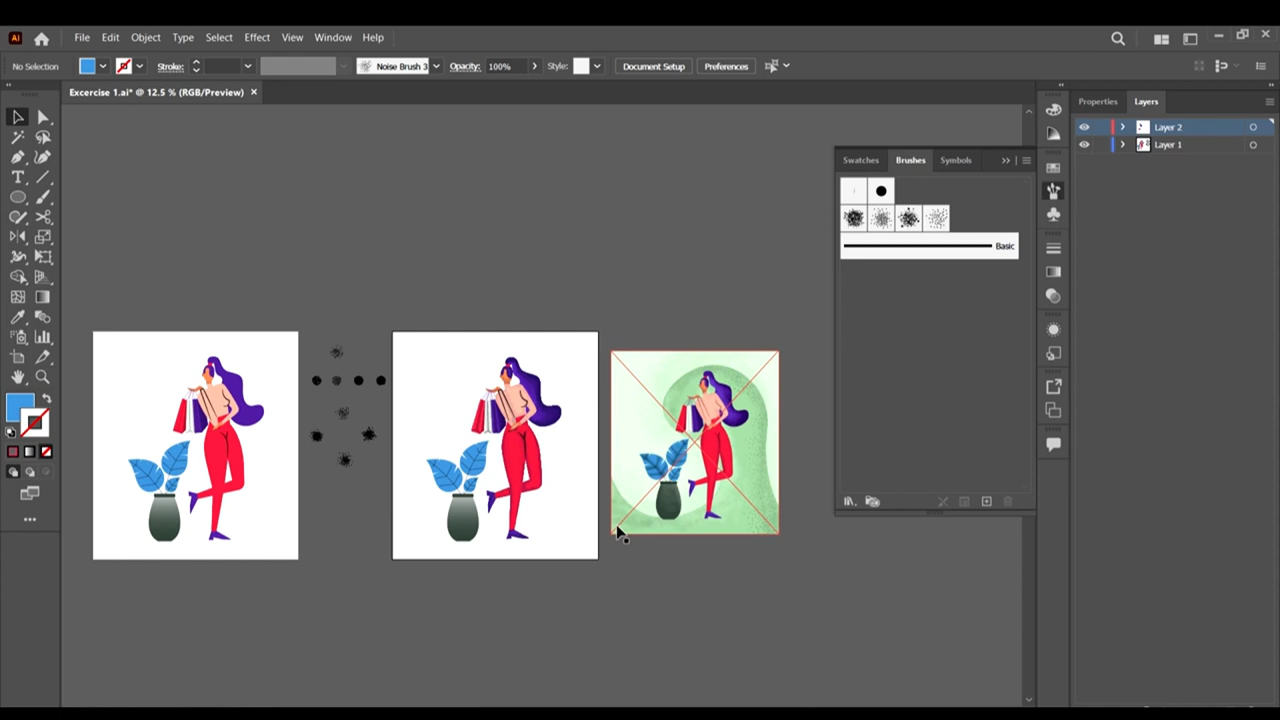 Ai File Edit Object Type Select Effect View Window Help
No Selection Stroke: Noise Brush 3 Opacity: 100% Style: Document Setup Preferences
Excercise 1.ai* @ 12.5 % (RGB/Preview)
Properties Layers
Layer 2
Layer 1
Swatches Brushes Symbols
Basic